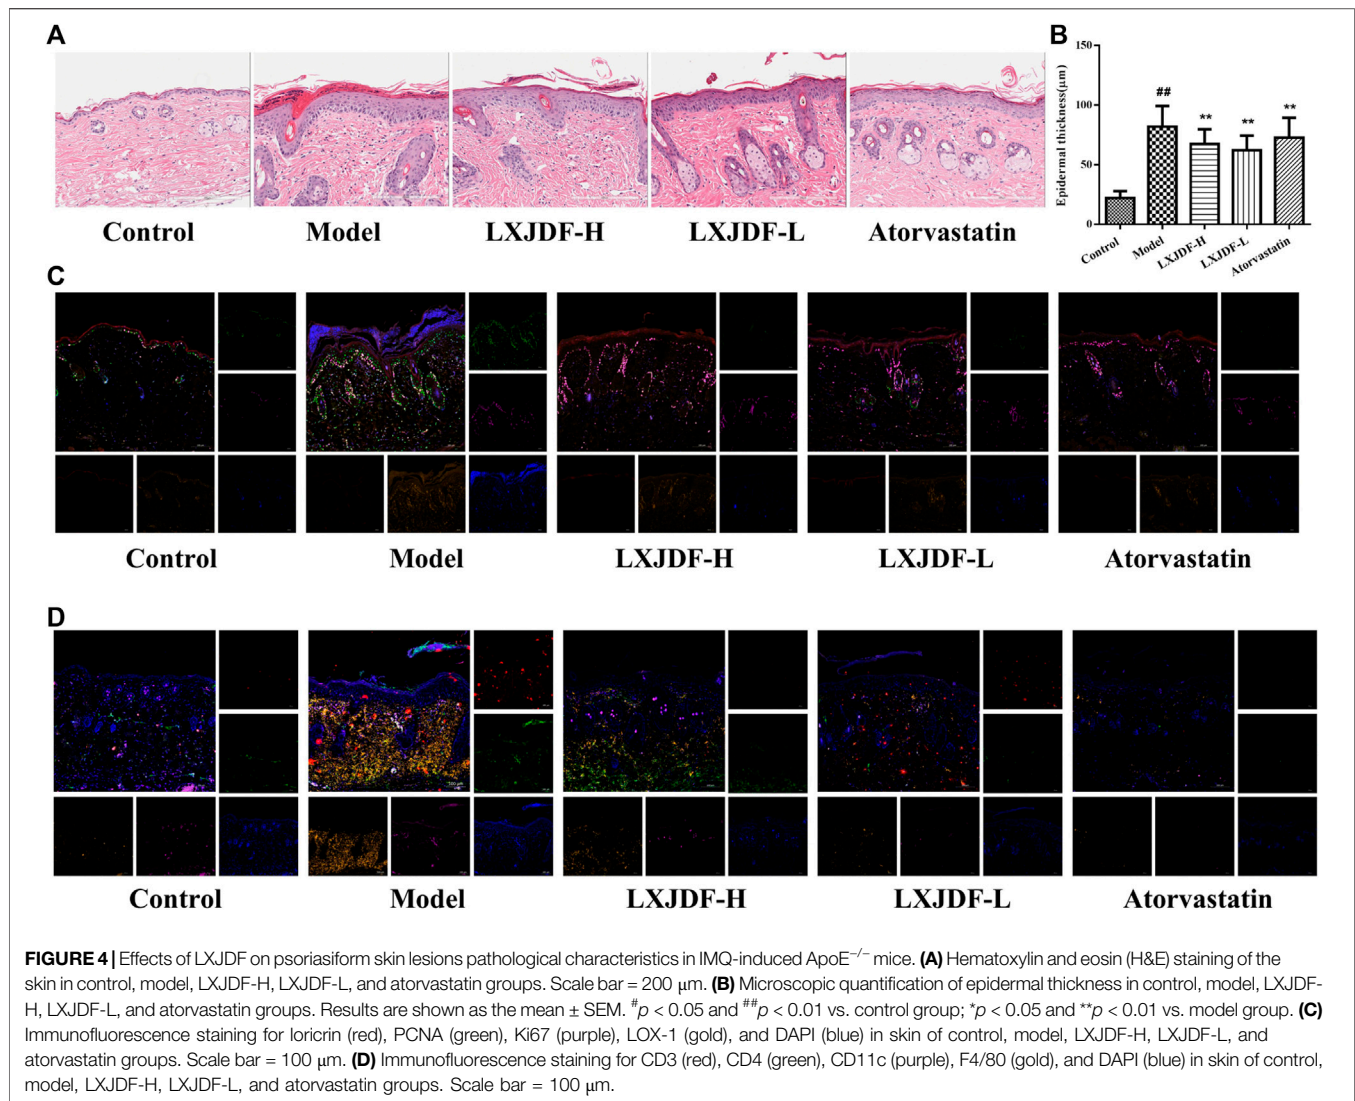 A
B
150
100
50
0
Epidermal thickness(μm)
##
**
**
**
Control
Model
LXJDF-H
LXJDF-L
Atorvastatin
Control
Model
LXJDF-H
LXJDF-L
Atorvastatin
C
Control
Model
LXJDF-H
LXJDF-L
Atorvastatin
D
Control
Model
LXJDF-H
LXJDF-L
Atorvastatin
FIGURE 4 | Effects of LXJDF on psoriasiform skin lesions pathological characteristics in IMQ-induced ApoE−/− mice. (A) Hematoxylin and eosin (H&E) staining of the
skin in control, model, LXJDF-H, LXJDF-L, and atorvastatin groups. Scale bar = 200 μm. (B) Microscopic quantification of epidermal thickness in control, model, LXJDF-
H, LXJDF-L, and atorvastatin groups. Results are shown as the mean ± SEM. #p < 0.05 and ##p < 0.01 vs. control group; *p < 0.05 and **p < 0.01 vs. model group. (C)
Immunofluorescence staining for loricrin (red), PCNA (green), Ki67 (purple), LOX-1 (gold), and DAPI (blue) in skin of control, model, LXJDF-H, LXJDF-L, and
atorvastatin groups. Scale bar = 100 μm. (D) Immunofluorescence staining for CD3 (red), CD4 (green), CD11c (purple), F4/80 (gold), and DAPI (blue) in skin of control,
model, LXJDF-H, LXJDF-L, and atorvastatin groups. Scale bar = 100 μm.